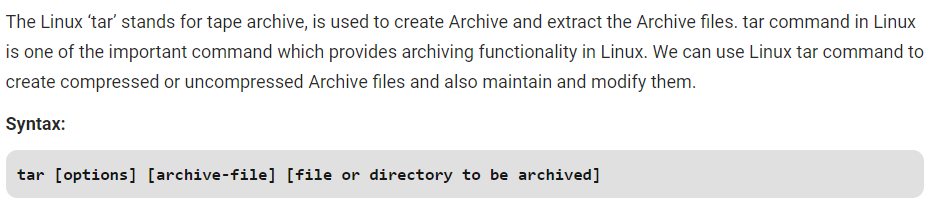 The Linux ‘tar’ stands for tape archive, is used to create Archive and extract the Archive files. tar command in Linux
is one of the important command which provides archiving functionality in Linux. We can use Linux tar command to
create compressed or uncompressed Archive files and also maintain and modify them.
Syntax:
tar [options] [archive-file] [file or directory to be archived]